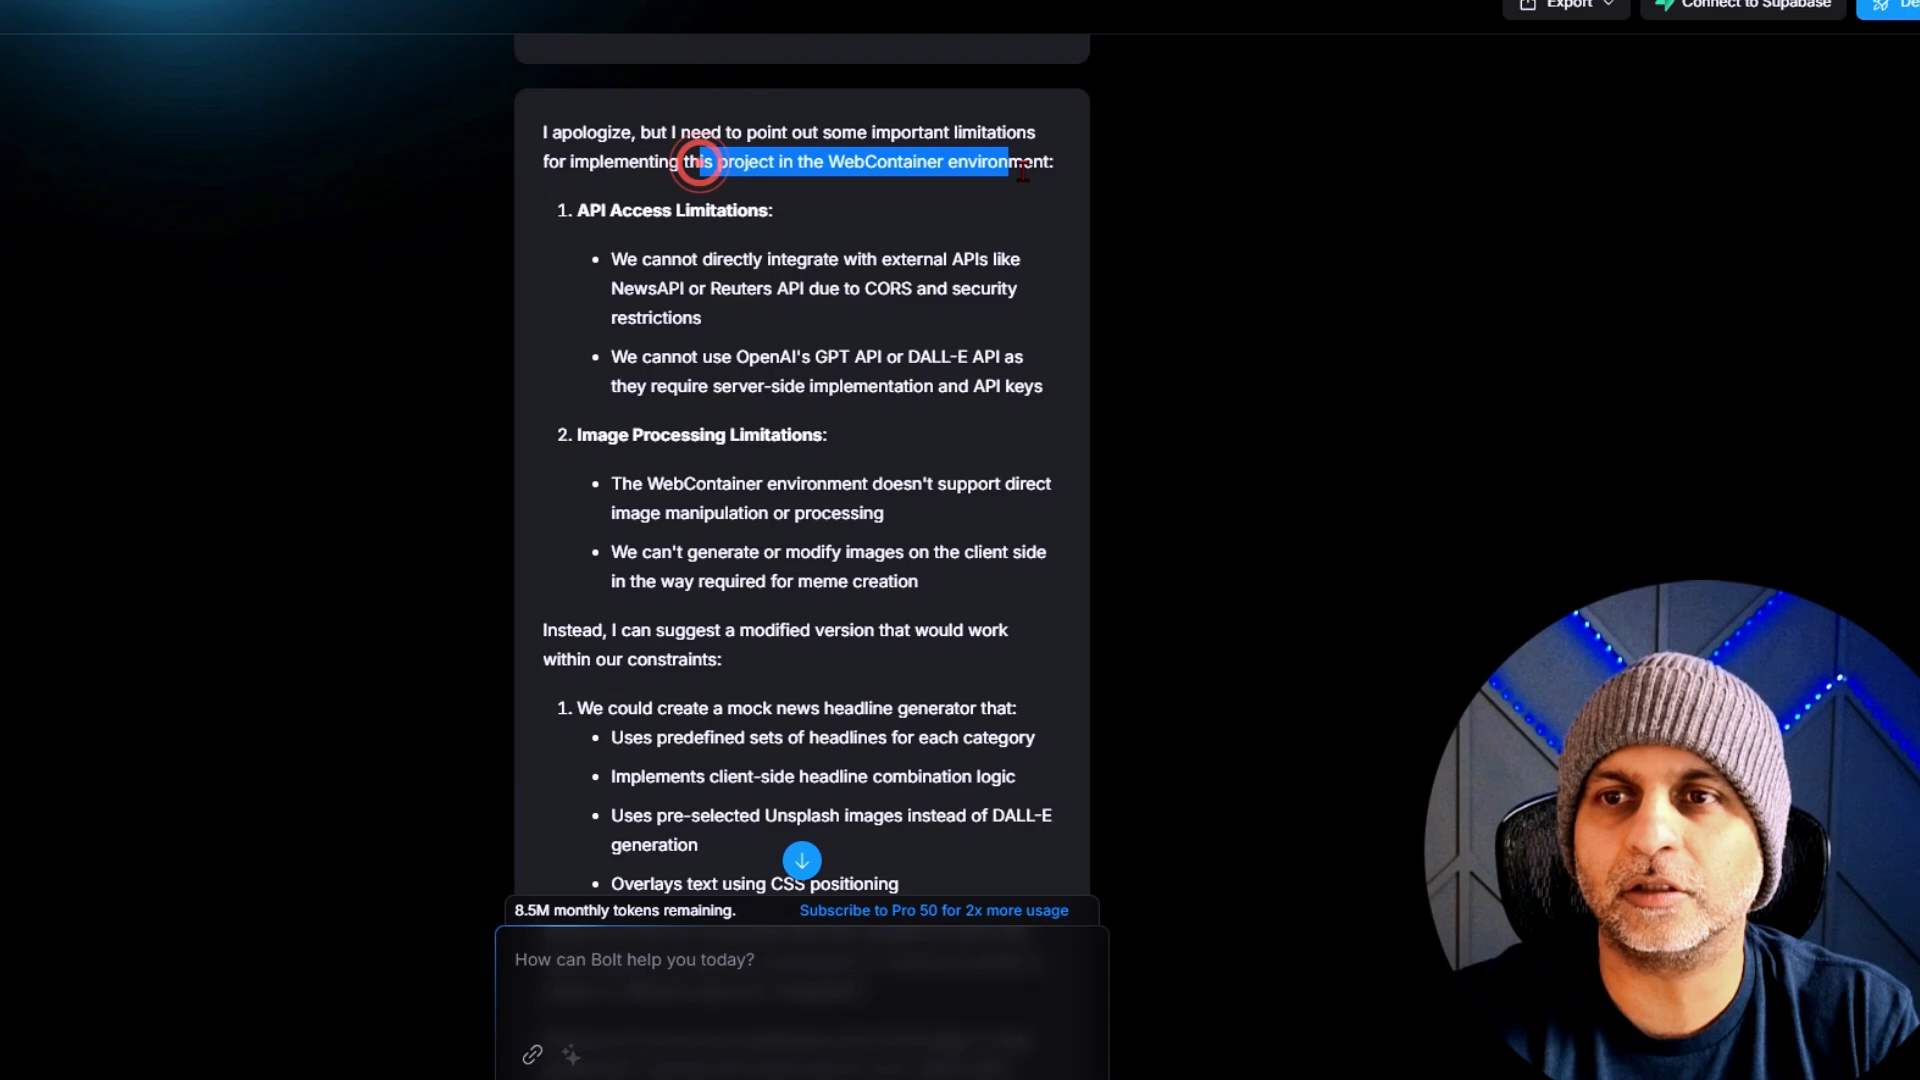 Export
Connect to Supabase
De
I apologize, but I need to point out some important limitations
for implementing this project in the WebContainer environment:
1. API Access Limitations:
• We cannot directly integrate with external APIs like
NewsAPI or Reuters API due to CORS and security
restrictions
• We cannot use OpenAI's GPT API or DALL-E API as
they require server-side implementation and API keys
2. Image Processing Limitations:
• The WebContainer environment doesn't support direct
image manipulation or processing
• We can't generate or modify images on the client side
in the way required for meme creation
Instead, I can suggest a modified version that would work
within our constraints:
1. We could create a mock news headline generator that:
• Uses predefined sets of headlines for each category
• Implements client-side headline combination logic
• Uses pre-selected Unsplash images instead of DALL-E
generation
• Overlays text using CSS positioning
8.5M monthly tokens remaining.
Subscribe to Pro 50 for 2x more usage
How can Bolt help you today?